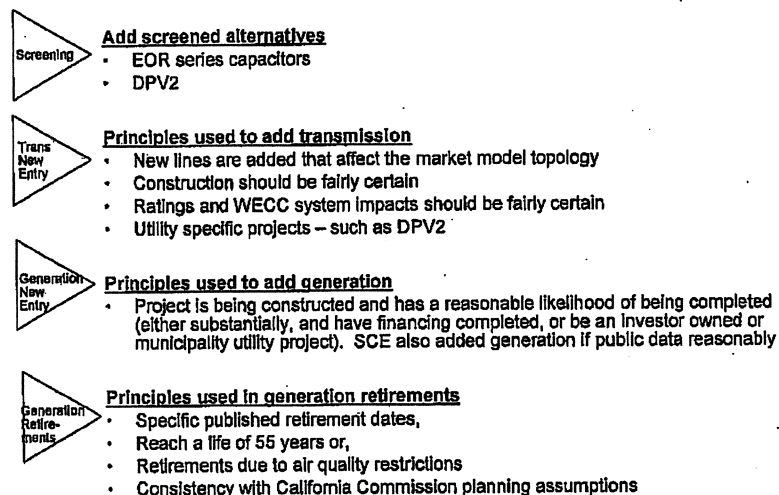 Screening
Add screened alternatives
• EOR series capacitors
• DPV2
Trans
New
Entry
Principles used to add transmission
• New lines are added that affect the market model topology
• Construction should be fairly certain
• Ratings and WECC system impacts should be fairly certain
• Utility specific projects – such as DPV2
Generation
New
Entry
Principles used to add generation
• Project is being constructed and has a reasonable likelihood of being completed
(either substantially, and have financing completed, or be an investor owned or
municipality utility project). SCE also added generation if public data reasonably
Generation
Retire-
ments
Principles used in generation retirements
• Specific published retirement dates,
• Reach a life of 55 years or,
• Retirements due to air quality restrictions
• Consistency with California Commission planning assumptions